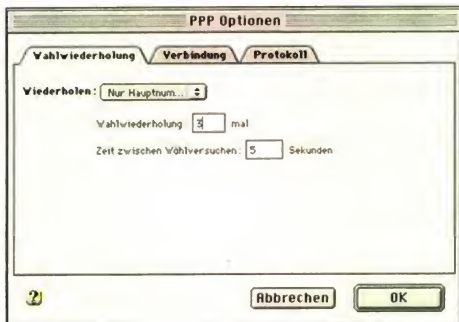 PPP Optionen
Wahlwiederholung Verbindung Protokoll
Wiederholen: Nur Hauptnum...
Wahlwiederholung 3 mal
Zeit zwischen Wählversuchen: 5 Sekunden
?
Abbrechen OK